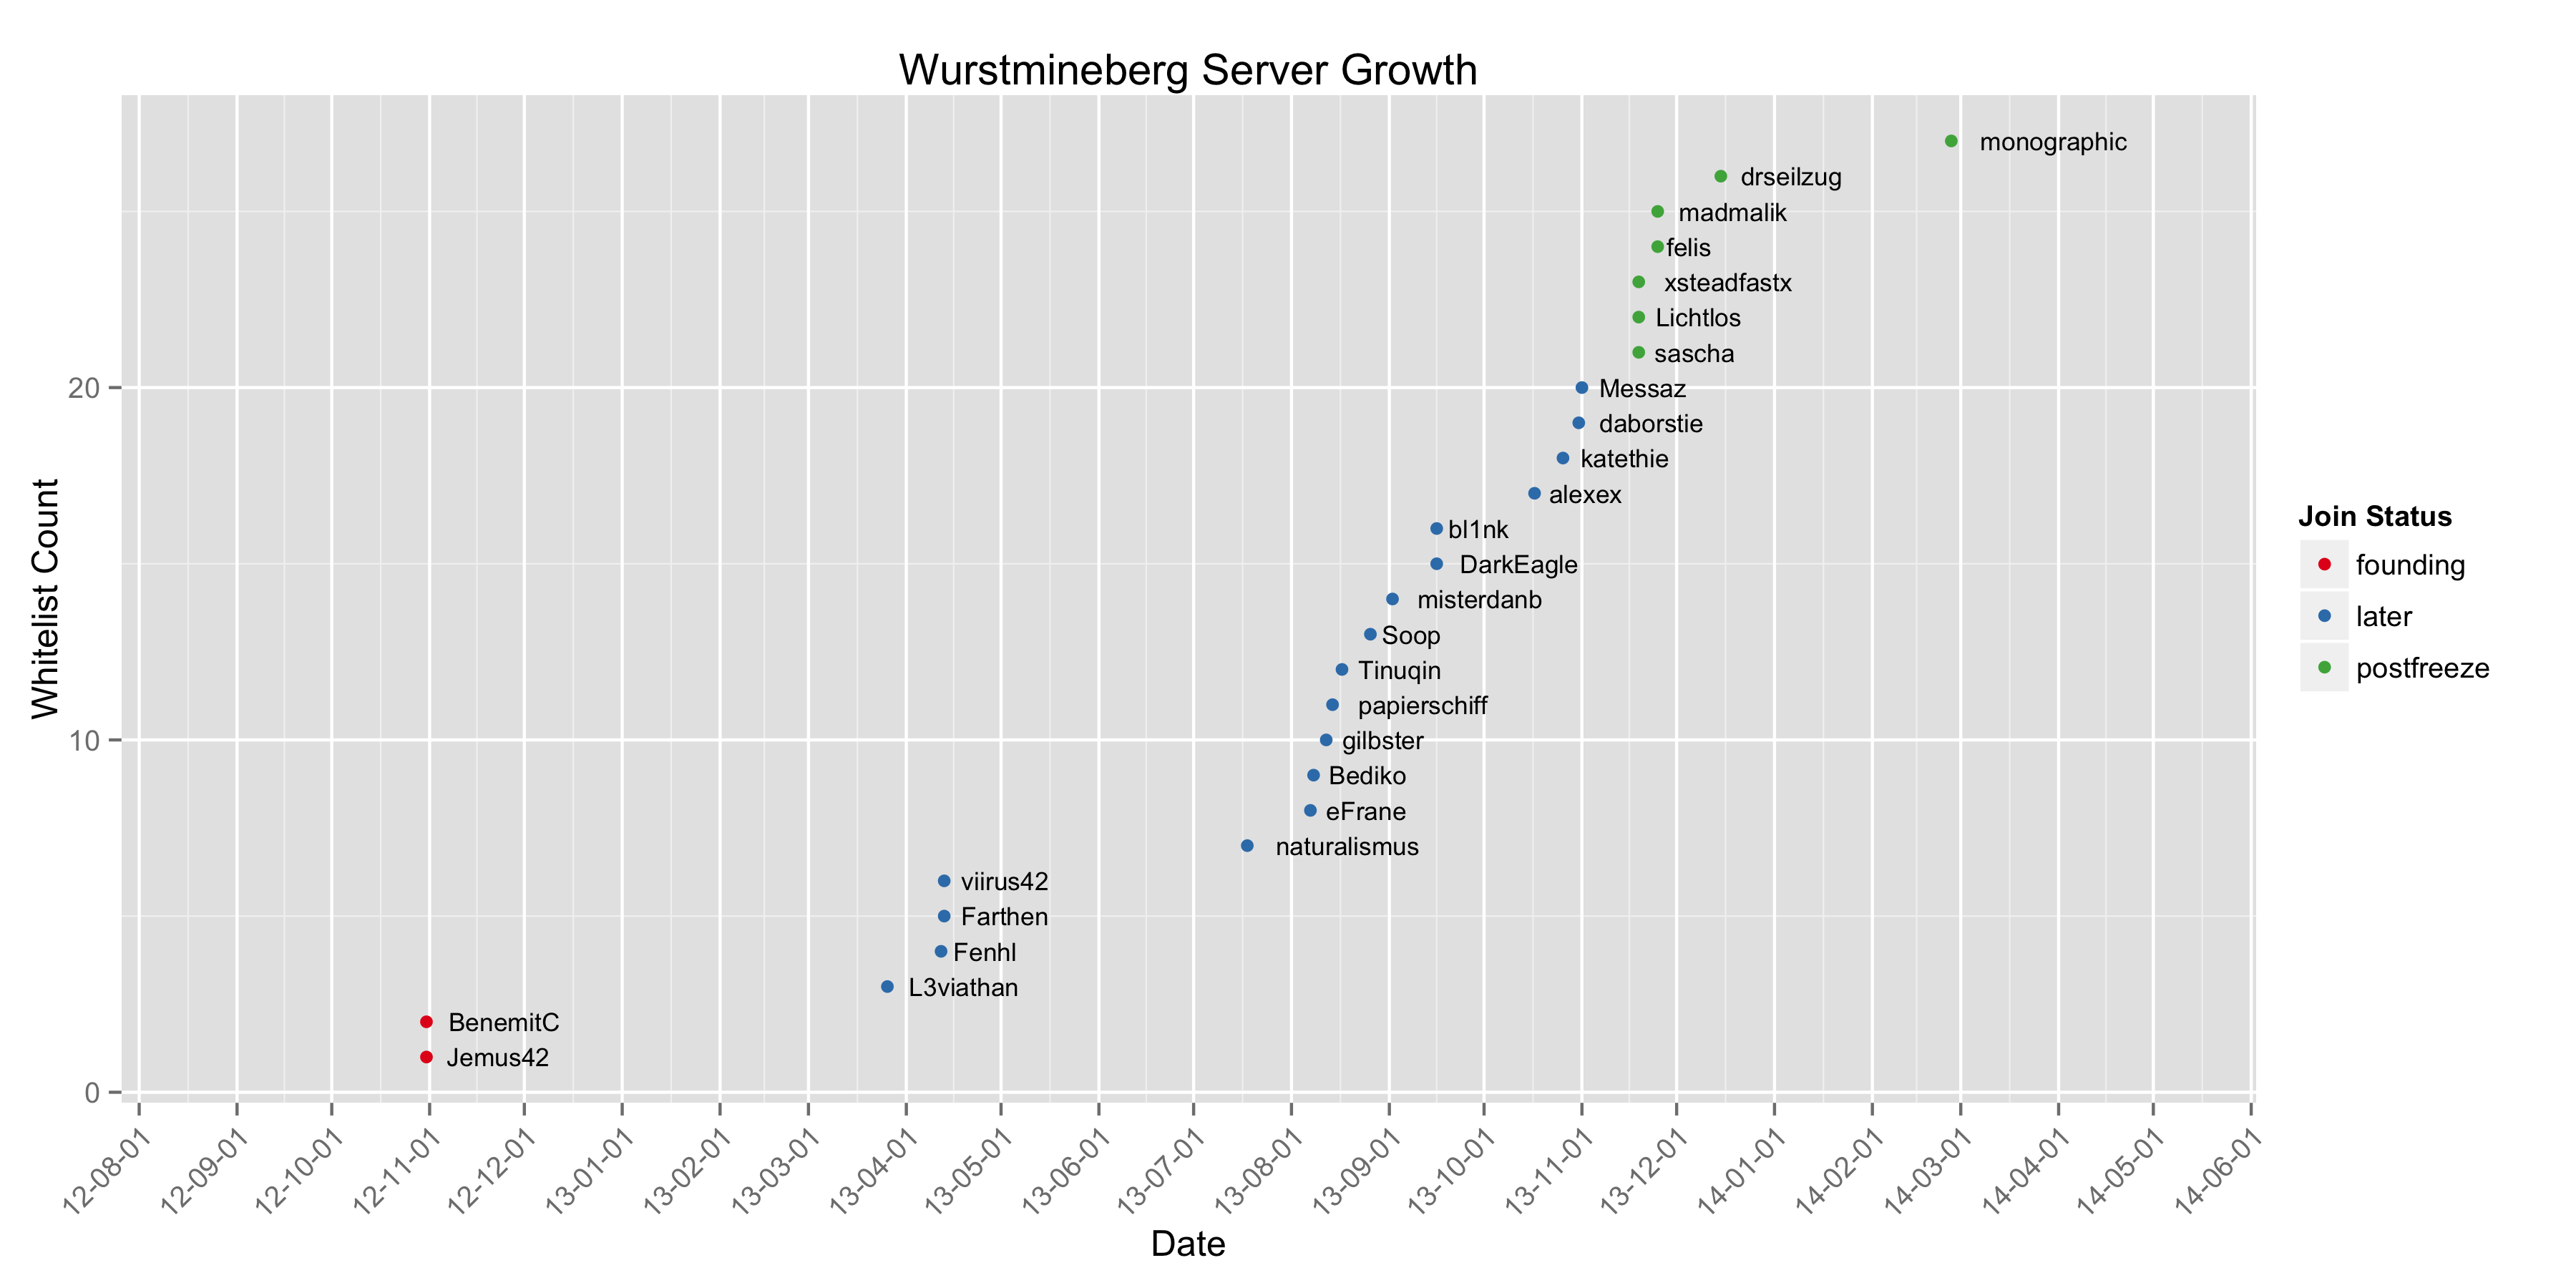 Wurstmineberg Server Growth
monographic
drseilzug
madmalik
felis
xsteadfastx
Lichtlos
sascha
Messaz
daborstie
katethie
alexex
bl1nk
DarkEagle
misterdanb
Soop
Tinuqin
papierschiff
gilbster
Bediko
eFrane
naturalismus
viirus42
Farthen
Fenhl
L3viathan
BenemitC
Jemus42
Whitelist Count
20
10
0
12-08-01
12-09-01
12-10-01
12-11-01
12-12-01
13-01-01
13-02-01
13-03-01
13-04-01
13-05-01
13-06-01
13-07-01
13-08-01
13-09-01
13-10-01
13-11-01
13-12-01
14-01-01
14-02-01
14-03-01
14-04-01
14-05-01
14-06-01
Date
Join Status
founding
later
postfreeze